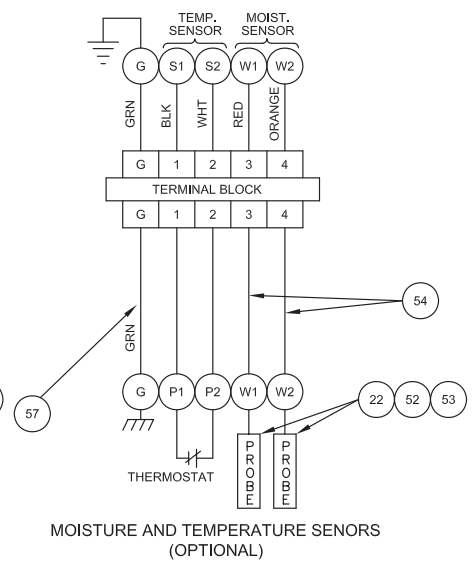 TEMP. SENSOR
MOIST. SENSOR
G S1 S2 W1 W2
GRN BLK WHT RED ORANGE
G 1 2 3 4
TERMINAL BLOCK
G 1 2 3 4
54
GRN
57
G P1 P2 W1 W2
22 52 53
THERMOSTAT
PROBE PROBE
MOISTURE AND TEMPERATURE SENORS
(OPTIONAL)